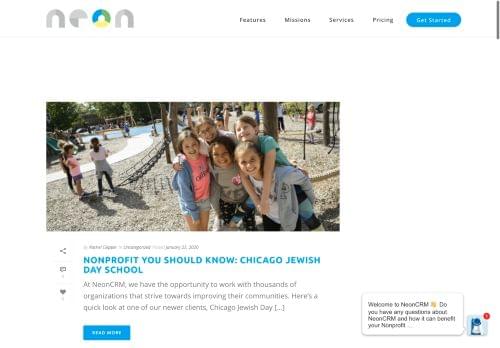 neon
Features
Missions
Services
Pricing
Get Started
By Rachel Clapper In Uncategorized Posted January 22, 2020
NONPROFIT YOU SHOULD KNOW: CHICAGO JEWISH
DAY SCHOOL
At NeonCRM, we have the opportunity to work with thousands of
organizations that strive towards improving their communities. Here's a
quick look at one of our newer clients, Chicago Jewish Day [...]
READ MORE
Welcome to NeonCRM 👋 Do
you have any questions about
NeonCRM and how it can benefit
your Nonprofit ...
1